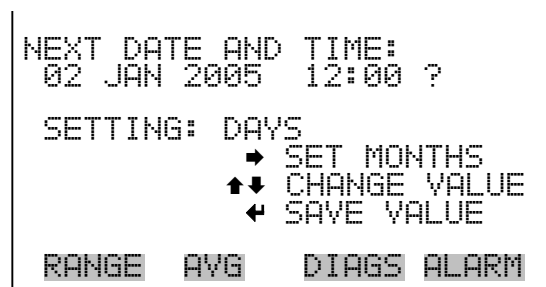 NEXT DATE AND TIME:
02 JAN 2005 12:00 ?
SETTING: DAYS
➡ SET MONTHS
⬆⬇ CHANGE VALUE
↵ SAVE VALUE
RANGE AVG DIAGS ALARM